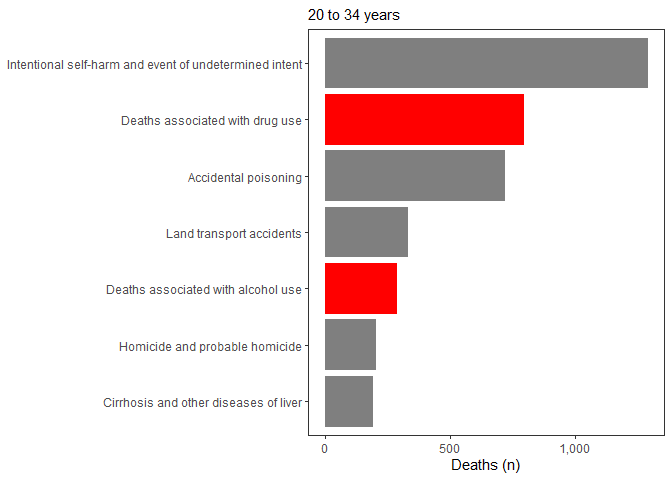 20 to 34 years
Intentional self-harm and event of undetermined intent
Deaths associated with drug use
Accidental poisoning
Land transport accidents
Deaths associated with alcohol use
Homicide and probable homicide
Cirrhosis and other diseases of liver
0 500 1,000
Deaths (n)